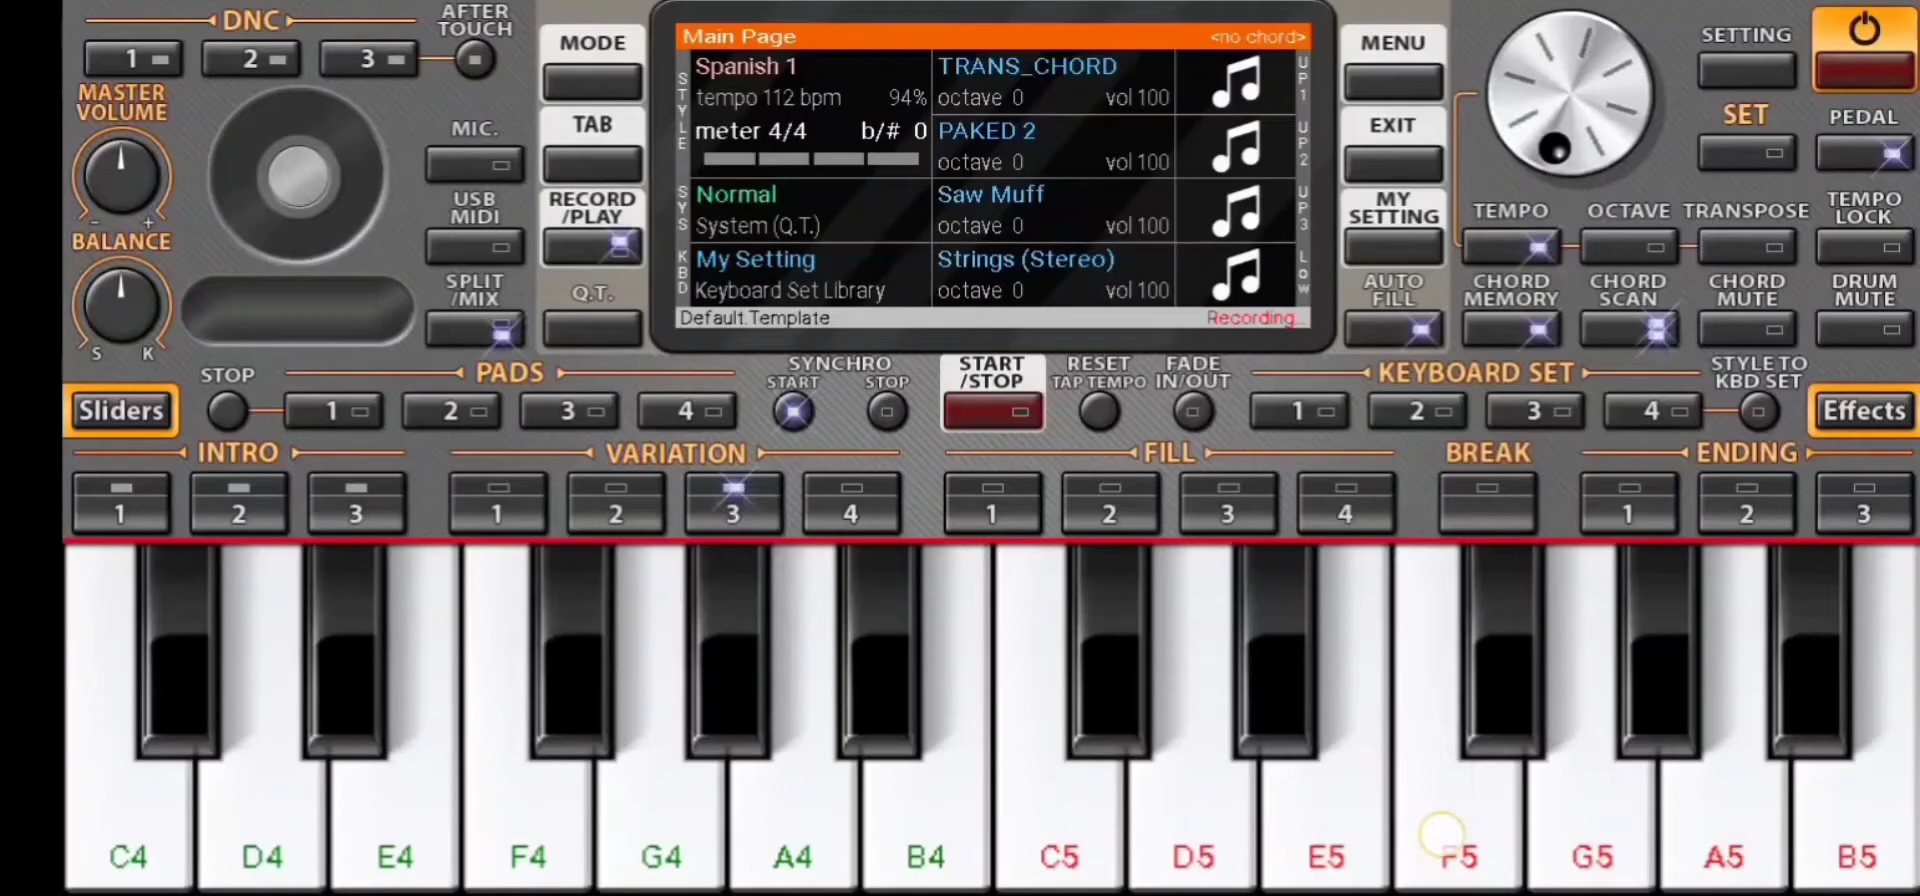 DNC
AFTER
TOUCH
1
2
3
MASTER
VOLUME
- +
BALANCE
S K
MIC.
USB
MIDI
SPLIT
/MIX
MODE
TAB
RECORD
/PLAY
Q.T.
Main Page <no chord>
STYLE
Spanish 1
tempo 112 bpm 94%
meter 4/4 b/# 0
SYS
Normal
System (Q.T.)
KBD
My Setting
Keyboard Set Library
TRANS_CHORD
octave 0 vol 100
UP1
PAKED 2
octave 0 vol 100
UP2
Saw Muff
octave 0 vol 100
UP3
Strings (Stereo)
octave 0 vol 100
LOW
Default.Template Recording...
MENU
EXIT
MY
SETTING
AUTO
FILL
SETTING
SET
PEDAL
TEMPO
OCTAVE
TRANSPOSE
TEMPO
LOCK
CHORD
MEMORY
CHORD
SCAN
CHORD
MUTE
DRUM
MUTE
Sliders
STOP
PADS
1
2
3
4
SYNCHRO
START STOP
START
/STOP
RESET
TAP TEMPO
FADE
IN/OUT
KEYBOARD SET
1
2
3
4
STYLE TO
KBD SET
Effects
INTRO
1
2
3
VARIATION
1
2
3
4
FILL
1
2
3
4
BREAK
ENDING
1
2
3
C4 D4 E4 F4 G4 A4 B4 C5 D5 E5 F5 G5 A5 B5